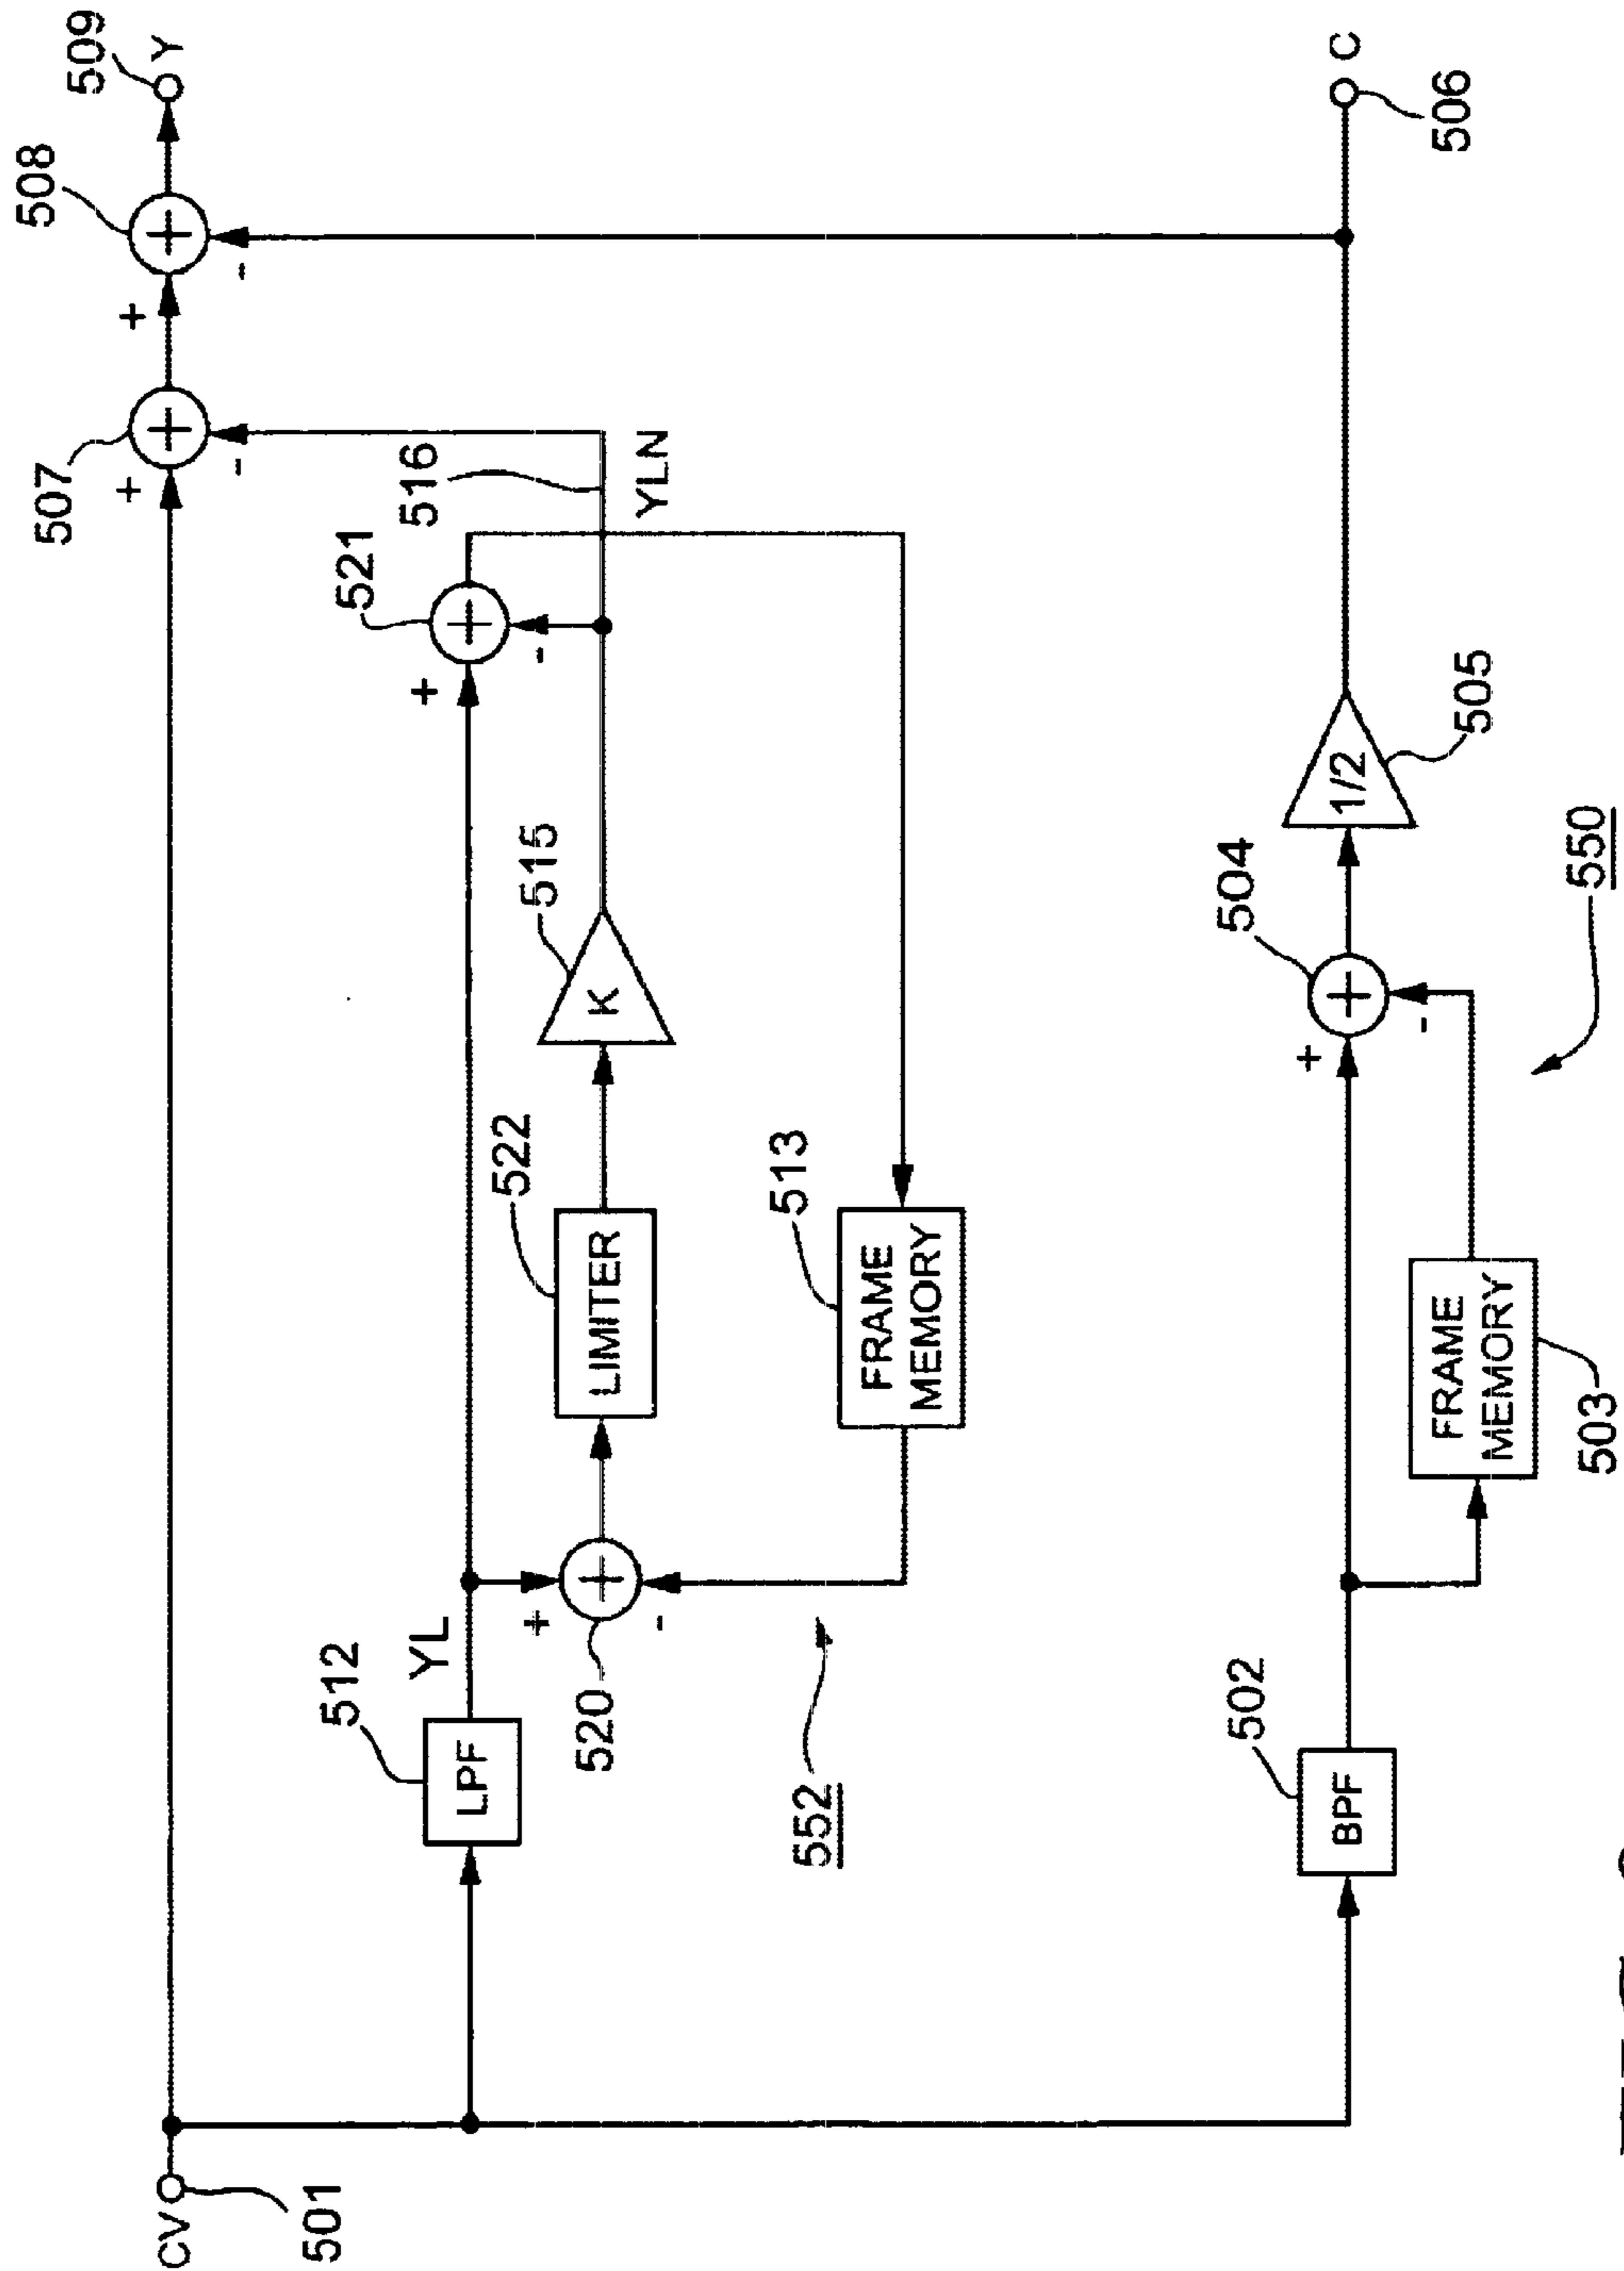 CV
501
507
+
-
508
+
-
509
Y
512
LPF
YL
+
-
520
522
LIMITER
515
K
521
+
-
516
YLN
552
513
FRAME
MEMORY
502
BPF
503
FRAME
MEMORY
504
+
-
1/2
505
550
C
506